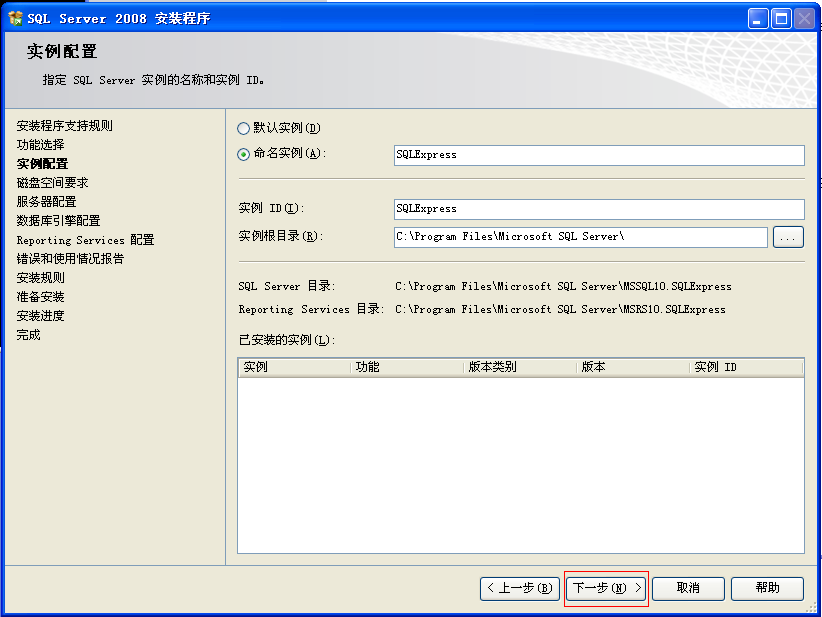 SQL Server 2008 安装程序
实例配置
指定 SQL Server 实例的名称和实例 ID。
安装程序支持规则
功能选择
实例配置
磁盘空间要求
服务器配置
数据库引擎配置
Reporting Services 配置
错误和使用情况报告
安装规则
准备安装
安装进度
完成
默认实例(D)
命名实例(A): SQLExpress
实例 ID(I): SQLExpress
实例根目录(R): C:\Program Files\Microsoft SQL Server\ ...
SQL Server 目录: C:\Program Files\Microsoft SQL Server\MSSQL10.SQLExpress
Reporting Services 目录: C:\Program Files\Microsoft SQL Server\MSRS10.SQLExpress
已安装的实例(L):
实例 功能 版本类别 版本 实例 ID
< 上一步(B) 下一步(N) > 取消 帮助